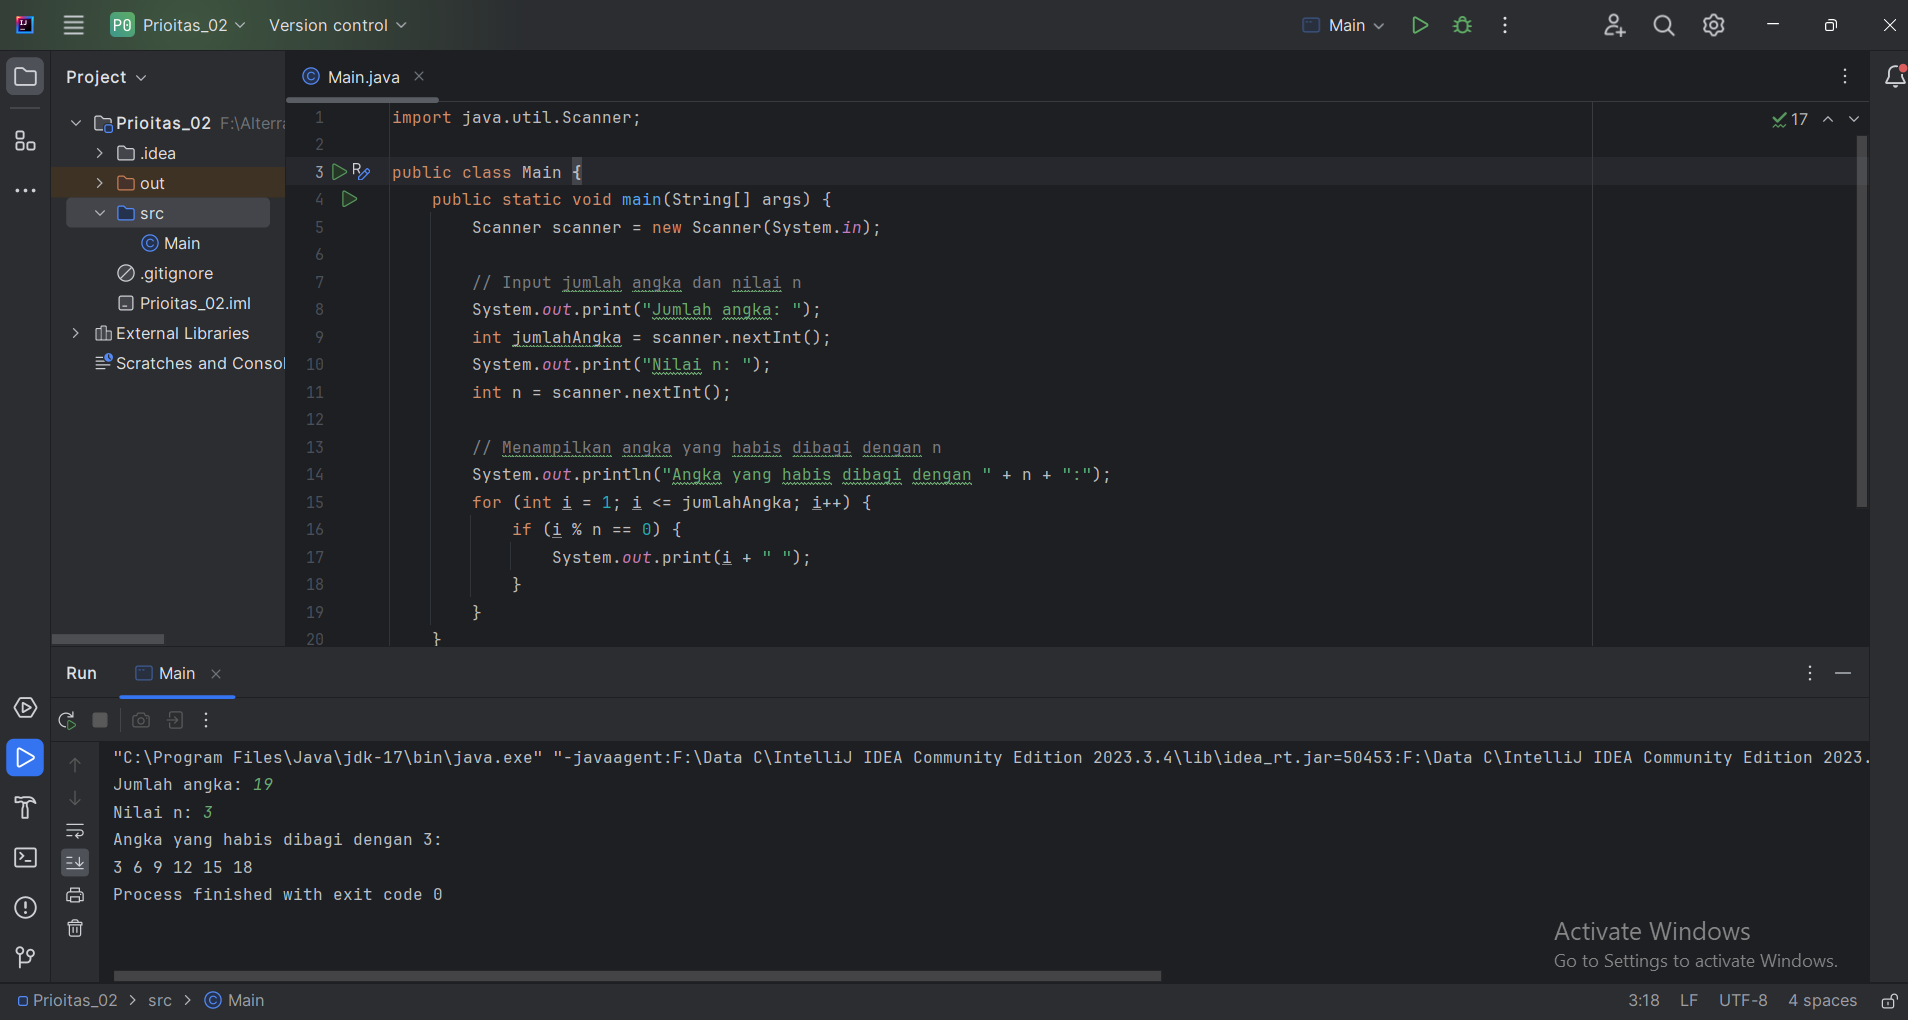 P0 Prioitas_02 Version control Main
Project
Main.java
Prioitas_02 F:\Alterr
.idea
out
src
Main
.gitignore
Prioitas_02.iml
External Libraries
Scratches and Consol
17
1 import java.util.Scanner;
2
3 public class Main {
4 public static void main(String[] args) {
5 Scanner scanner = new Scanner(System.in);
6
7 // Input jumlah angka dan nilai n
8 System.out.print("Jumlah angka: ");
9 int jumlahAngka = scanner.nextInt();
10 System.out.print("Nilai n: ");
11 int n = scanner.nextInt();
12
13 // Menampilkan angka yang habis dibagi dengan n
14 System.out.println("Angka yang habis dibagi dengan " + n + ":");
15 for (int i = 1; i <= jumlahAngka; i++) {
16 if (i % n == 0) {
17 System.out.print(i + " ");
18 }
19 }
20 }
Run Main
"C:\Program Files\Java\jdk-17\bin\java.exe" "-javaagent:F:\Data C\IntelliJ IDEA Community Edition 2023.3.4\lib\idea_rt.jar=50453:F:\Data C\IntelliJ IDEA Community Edition 2023.
Jumlah angka: 19
Nilai n: 3
Angka yang habis dibagi dengan 3:
3 6 9 12 15 18
Process finished with exit code 0
Activate Windows
Go to Settings to activate Windows.
Prioitas_02 > src > Main
3:18 LF UTF-8 4 spaces